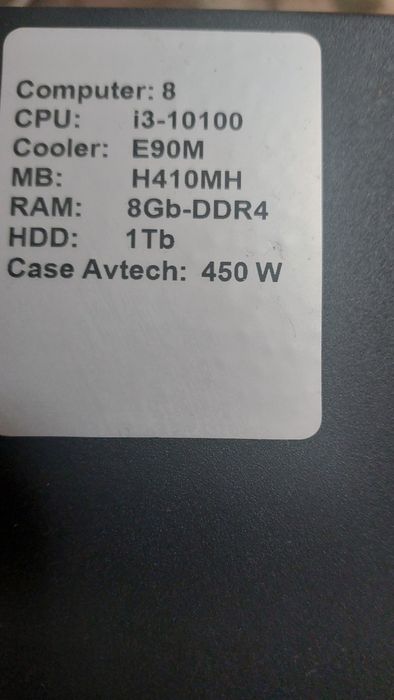 Computer: 8
CPU: i3-10100
Cooler: E90M
MB: H410MH
RAM: 8Gb-DDR4
HDD: 1Tb
Case Avtech: 450 W